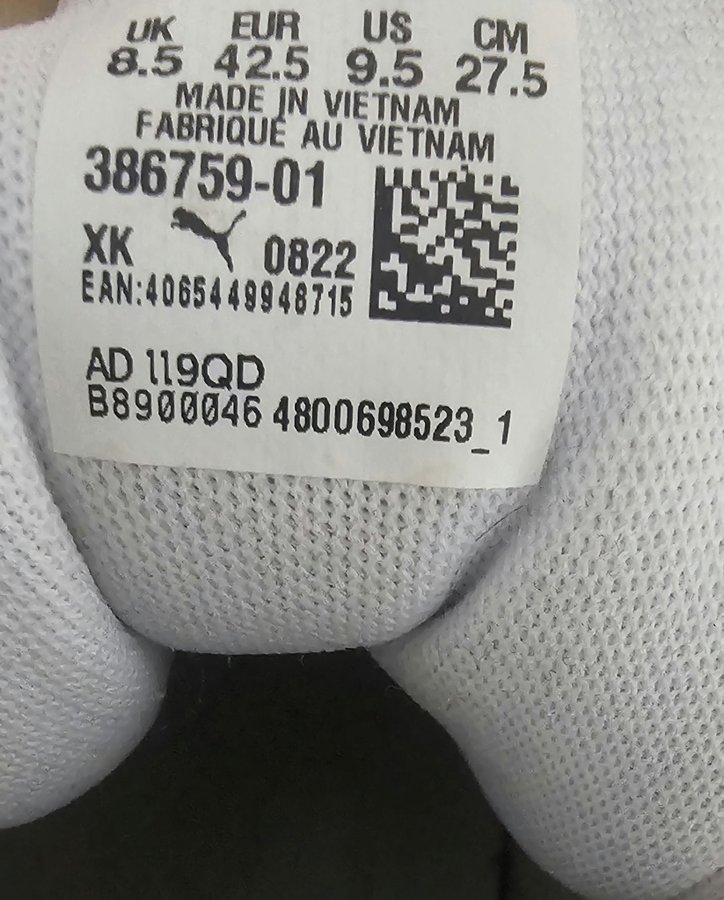 UK EUR US CM
8.5 42.5 9.5 27.5
MADE IN VIETNAM
FABRIQUÉ AU VIETNAM
386759-01
XK 0822
EAN:4065449948715
AD 119QD
B8900046 4800698523_1